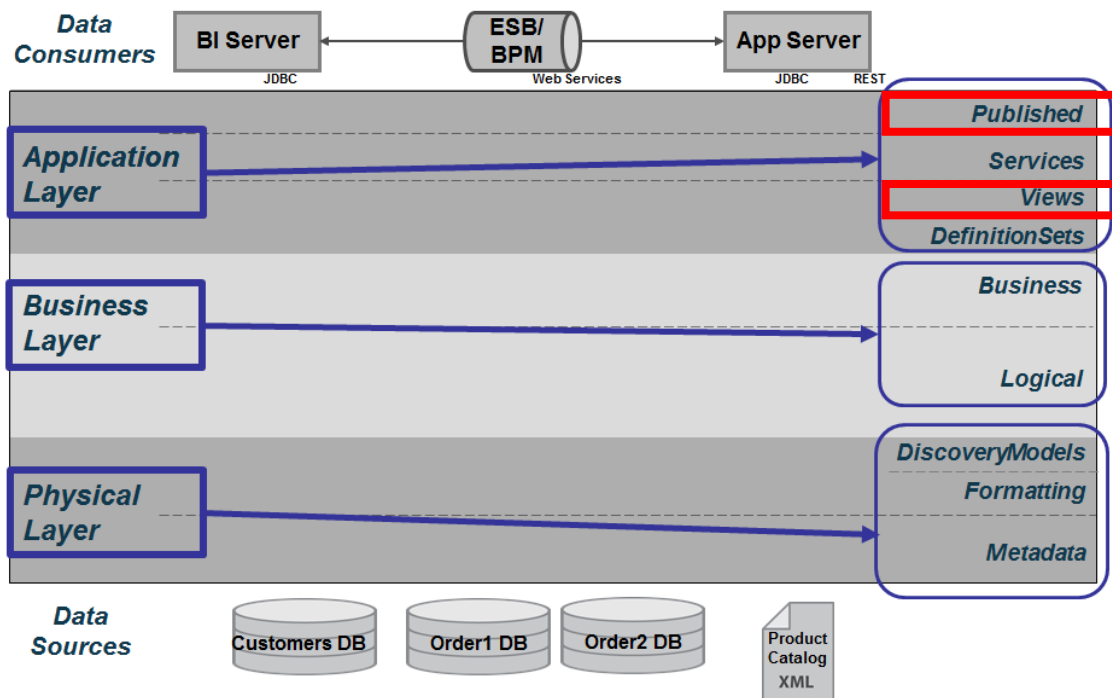 Data
Consumers
BI Server
ESB/
BPM
App Server
JDBC
Web Services
JDBC
REST
Application
Layer
Published
Services
Views
DefinitionSets
Business
Layer
Business
Logical
Physical
Layer
DiscoveryModels
Formatting
Metadata
Data
Sources
Customers DB
Order1 DB
Order2 DB
Product
Catalog
XML